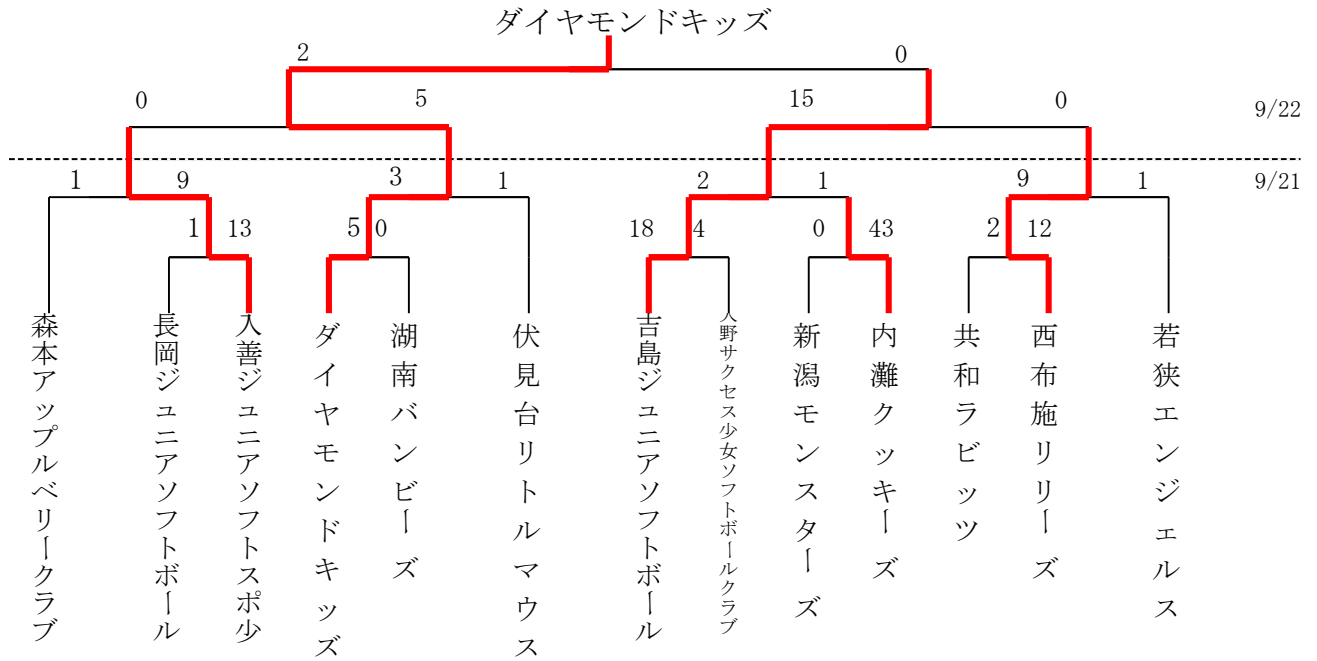 ダイヤモンドキッズ
2
0
0
5
15
0
9/22
1
9
3
1
2
1
9
1
9/21
1
13
5
0
18
4
0
43
2
12
森本アップルベリークラブ
長岡ジュニアソフトボール
入善ジュニアソフトスポ少
ダイヤモンドキッズ
湖南バンビーズ
伏見台リトルマウス
吉島ジュニアソフトボール
入野サクセス少女ソフトボールクラブ
新潟モンスターズ
内灘クッキーズ
共和ラビッツ
西布施リリーズ
若狭エンジェルス